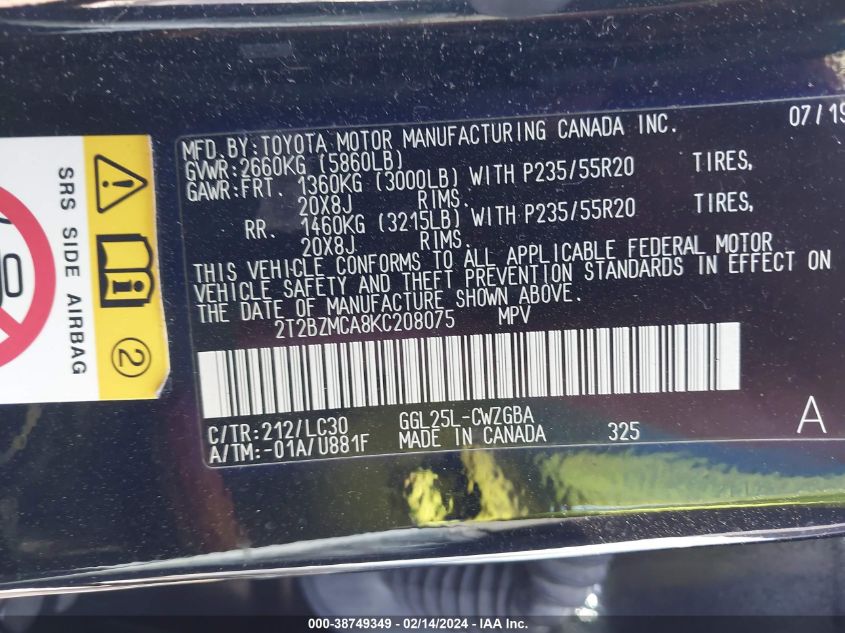 MFD. BY: TOYOTA MOTOR MANUFACTURING CANADA INC. 07/19
GVWR: 2660KG (5860LB)
GAWR: FRT. 1360KG (3000LB) WITH P235/55R20 TIRES,
20X8J RIMS.
RR. 1460KG (3215LB) WITH P235/55R20 TIRES,
20X8J RIMS.
THIS VEHICLE CONFORMS TO ALL APPLICABLE FEDERAL MOTOR
VEHICLE SAFETY AND THEFT PREVENTION STANDARDS IN EFFECT ON
THE DATE OF MANUFACTURE SHOWN ABOVE.
2T2BZMCA8KC208075 MPV
C/TR: 212/LC30 GGL25L-CWZGBA
A/TM: -01A/U881F MADE IN CANADA 325 A
SRS SIDE AIRBAG
2
000-38749349 - 02/14/2024 - IAAI Inc.